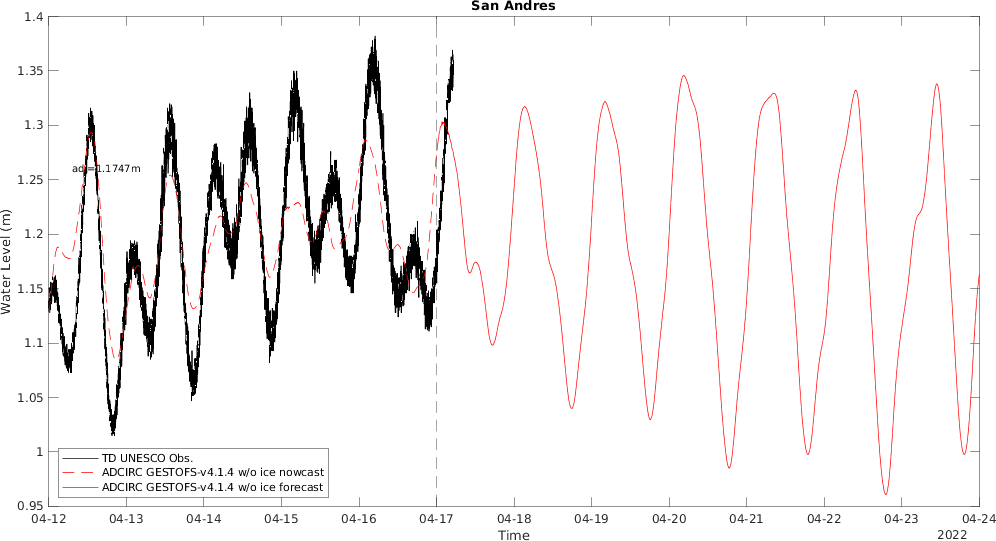 San Andres
1.4
1.35
1.3
1.25
1.2
1.15
1.1
1.05
1
0.95
Water Level (m)
adj=1.1747m
TD UNESCO Obs.
ADCIRC GESTOFS-v4.1.4 w/o ice nowcast
ADCIRC GESTOFS-v4.1.4 w/o ice forecast
04-12 04-13 04-14 04-15 04-16 04-17 04-18 04-19 04-20 04-21 04-22 04-23 04-24
Time
2022